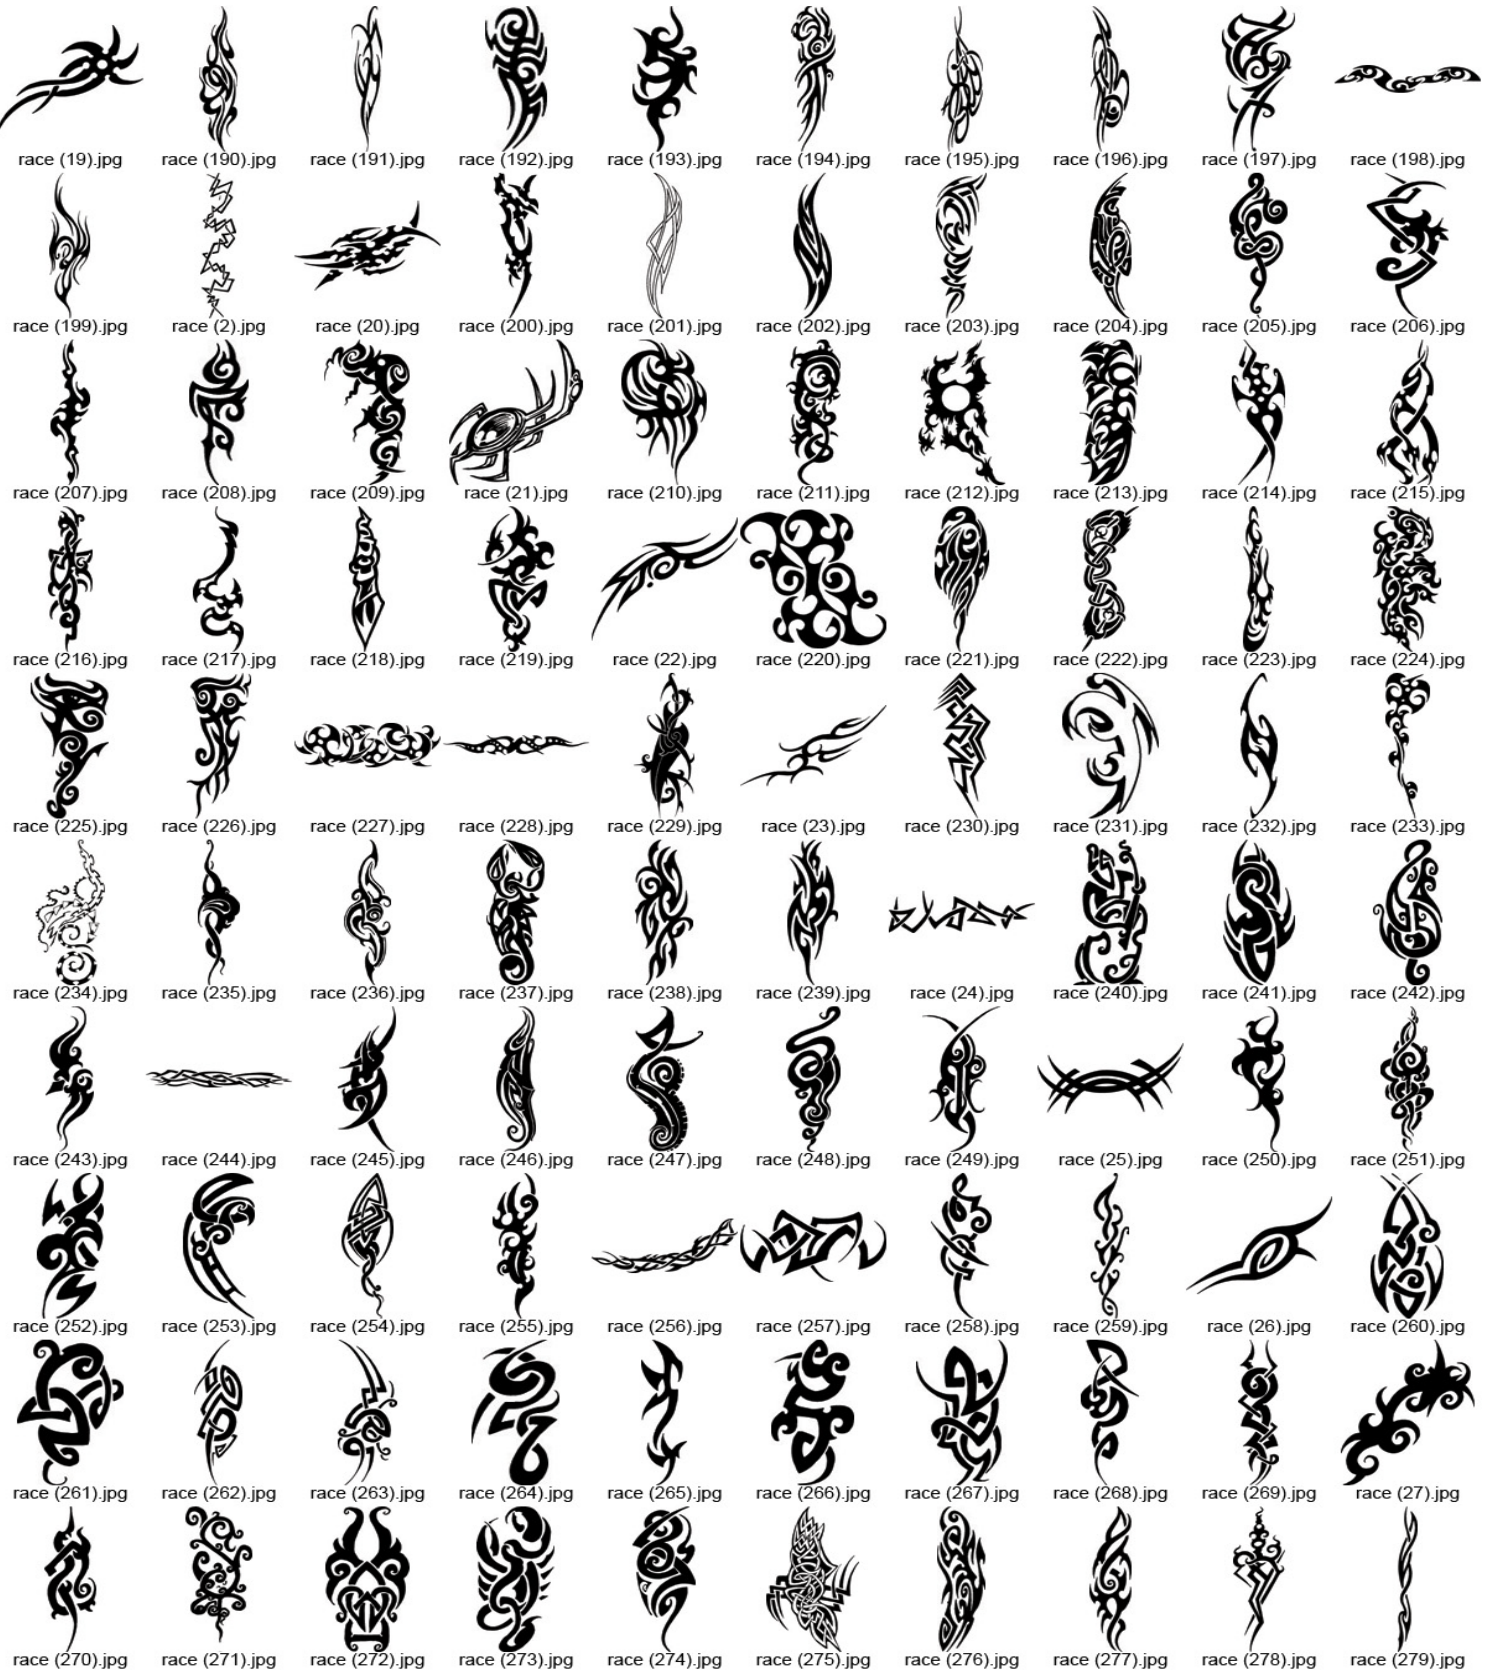 race (19).jpg race (190).jpg race (191).jpg race (192).jpg race (193).jpg race (194).jpg race (195).jpg race (196).jpg race (197).jpg race (198).jpg
race (199).jpg race (2).jpg race (20).jpg race (200).jpg race (201).jpg race (202).jpg race (203).jpg race (204).jpg race (205).jpg race (206).jpg
race (207).jpg race (208).jpg race (209).jpg race (21).jpg race (210).jpg race (211).jpg race (212).jpg race (213).jpg race (214).jpg race (215).jpg
race (216).jpg race (217).jpg race (218).jpg race (219).jpg race (22).jpg race (220).jpg race (221).jpg race (222).jpg race (223).jpg race (224).jpg
race (225).jpg race (226).jpg race (227).jpg race (228).jpg race (229).jpg race (23).jpg race (230).jpg race (231).jpg race (232).jpg race (233).jpg
race (234).jpg race (235).jpg race (236).jpg race (237).jpg race (238).jpg race (239).jpg race (24).jpg race (240).jpg race (241).jpg race (242).jpg
race (243).jpg race (244).jpg race (245).jpg race (246).jpg race (247).jpg race (248).jpg race (249).jpg race (25).jpg race (250).jpg race (251).jpg
race (252).jpg race (253).jpg race (254).jpg race (255).jpg race (256).jpg race (257).jpg race (258).jpg race (259).jpg race (26).jpg race (260).jpg
race (261).jpg race (262).jpg race (263).jpg race (264).jpg race (265).jpg race (266).jpg race (267).jpg race (268).jpg race (269).jpg race (27).jpg
race (270).jpg race (271).jpg race (272).jpg race (273).jpg race (274).jpg race (275).jpg race (276).jpg race (277).jpg race (278).jpg race (279).jpg